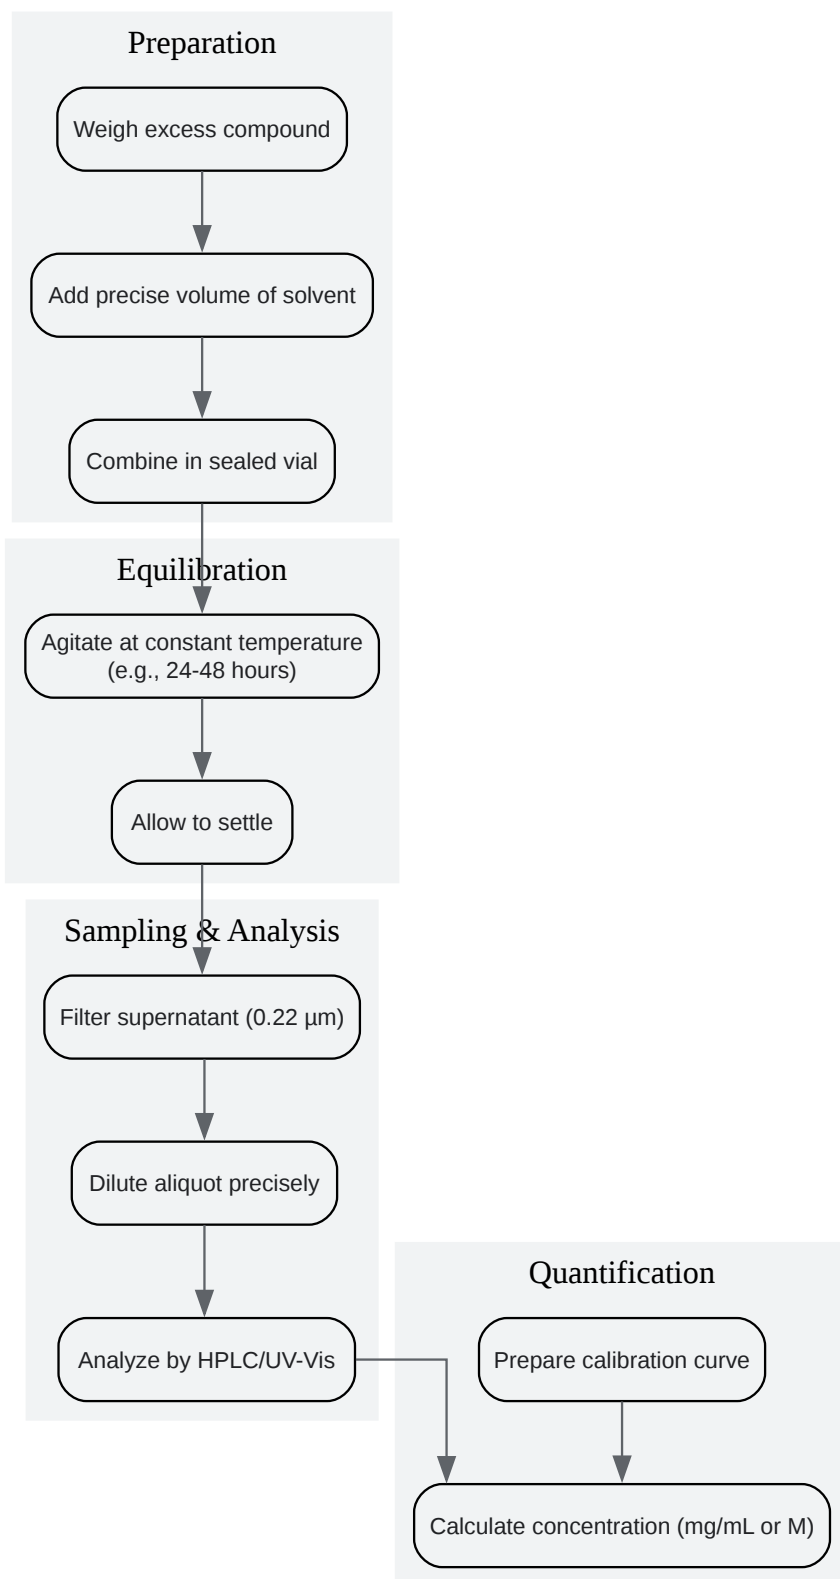 Preparation
Weigh excess compound
Add precise volume of solvent
Combine in sealed vial
Equilibration
Agitate at constant temperature
(e.g., 24-48 hours)
Allow to settle
Sampling & Analysis
Filter supernatant (0.22 µm)
Dilute aliquot precisely
Analyze by HPLC/UV-Vis
Quantification
Prepare calibration curve
Calculate concentration (mg/mL or M)